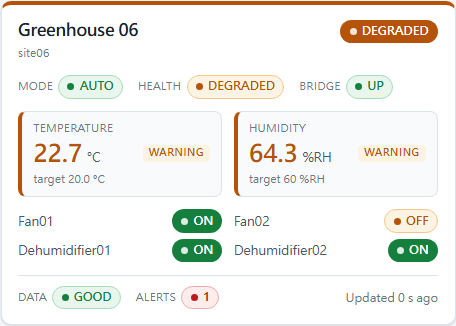 Greenhouse 06
DEGRADED
site06
MODE AUTO HEALTH DEGRADED BRIDGE UP
TEMPERATURE
22.7 °C WARNING
target 20.0 °C
HUMIDITY
64.3 %RH WARNING
target 60 %RH
Fan01 ON Fan02 OFF
Dehumidifier01 ON Dehumidifier02 ON
DATA GOOD ALERTS 1 Updated 0 s ago